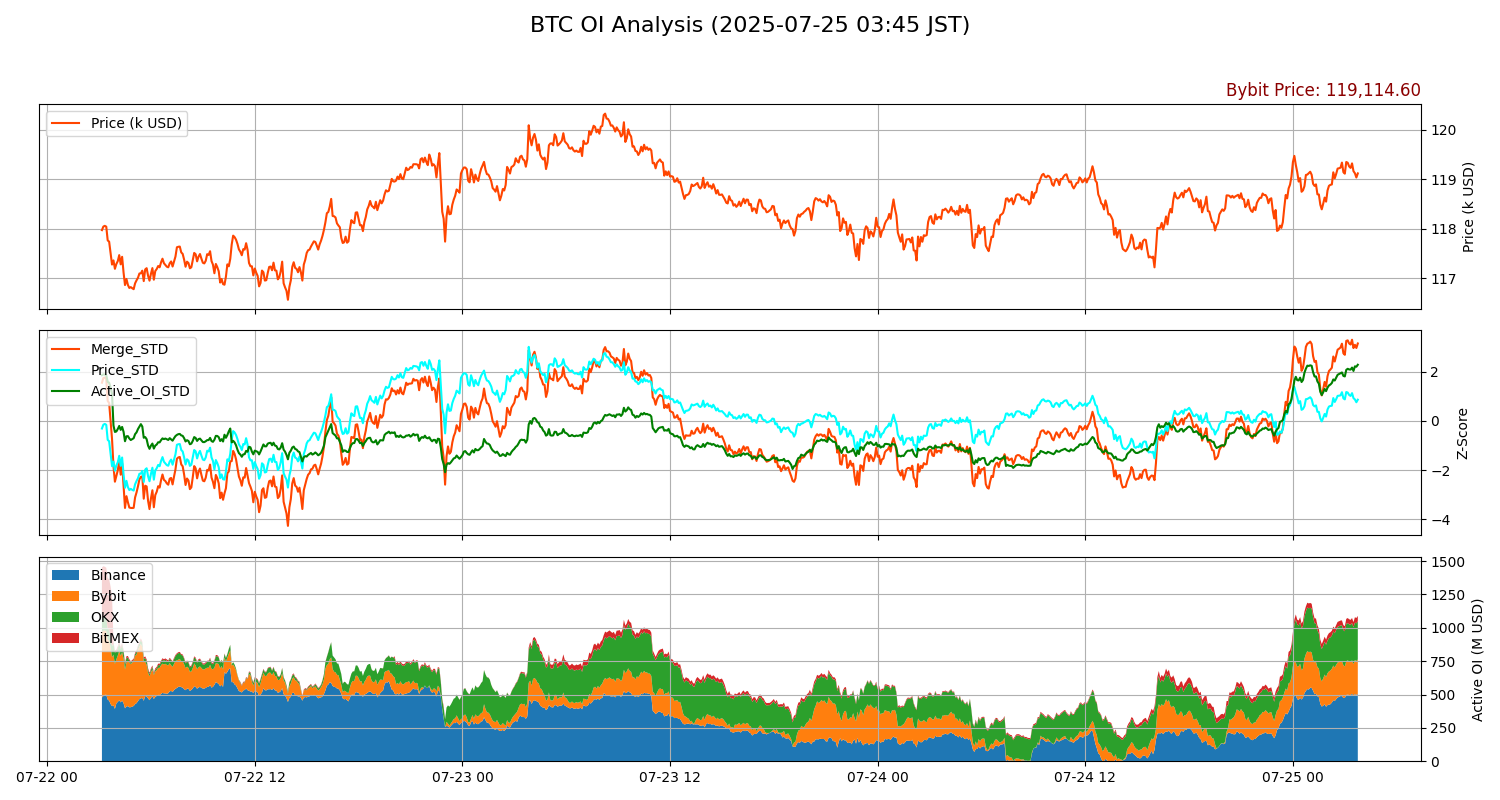 BTC OI Analysis (2025-07-25 03:45 JST)
Bybit Price: 119,114.60
Price (k USD)
120
119
118
117
Price (k USD)
Merge_STD
Price_STD
Active_OI_STD
2
0
−2
−4
Z-Score
Binance
Bybit
OKX
BitMEX
1500
1250
1000
750
500
250
0
Active OI (M USD)
07-22 00
07-22 12
07-23 00
07-23 12
07-24 00
07-24 12
07-25 00